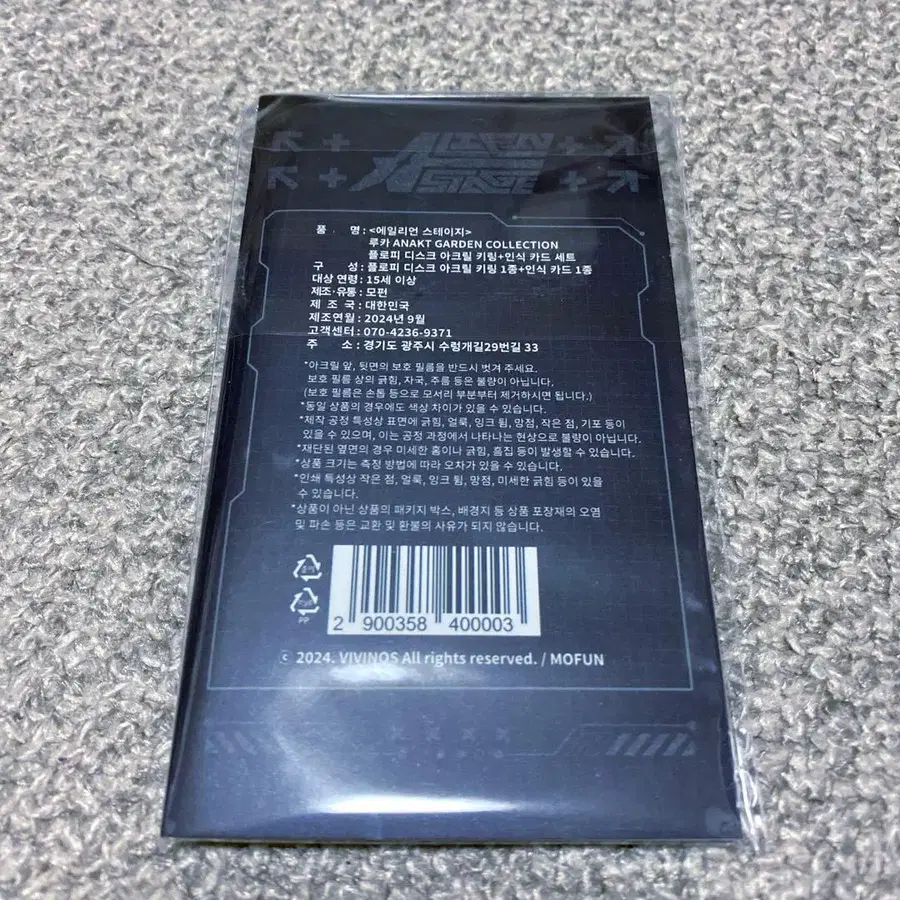 ALIEN
STAGE
품 명 : <에일리언 스테이지>
루카 ANAKT GARDEN COLLECTION
플로피 디스크 아크릴 키링+인식 카드 세트
구 성 : 플로피 디스크 아크릴 키링 1종+인식 카드 1종
대상 연령 : 15세 이상
제조·유통 : 모펀
제 조 국 : 대한민국
제조연월 : 2024년 9월
고객센터 : 070-4236-9371
주 소 : 경기도 광주시 수렁개길29번길 33
*아크릴 앞, 뒷면의 보호 필름을 반드시 벗겨 주세요.
보호 필름 상의 긁힘, 자국, 주름 등은 불량이 아닙니다.
(보호 필름은 손톱 등으로 모서리 부분부터 제거하시면 됩니다.)
*동일 상품의 경우에도 색상 차이가 있을 수 있습니다.
*제작 공정 특성상 표면에 긁힘, 얼룩, 잉크 튐, 망점, 작은 점, 기포 등이
있을 수 있으며, 이는 공정 과정에서 나타나는 현상으로 불량이 아닙니다.
*재단된 옆면의 경우 미세한 홈이나 긁힘, 흠집 등이 발생할 수 있습니다.
*상품 크기는 측정 방법에 따라 오차가 있을 수 있습니다.
*인쇄 특성상 작은 점, 얼룩, 잉크 튐, 망점, 미세한 긁힘 등이 있을
수 있습니다.
*상품이 아닌 상품의 패키지 박스, 배경지 등 상품 포장재의 오염
및 파손 등은 교환 및 환불의 사유가 되지 않습니다.
PP
2 900358 400003
© 2024. VIVINOS All rights reserved. / MOFUN